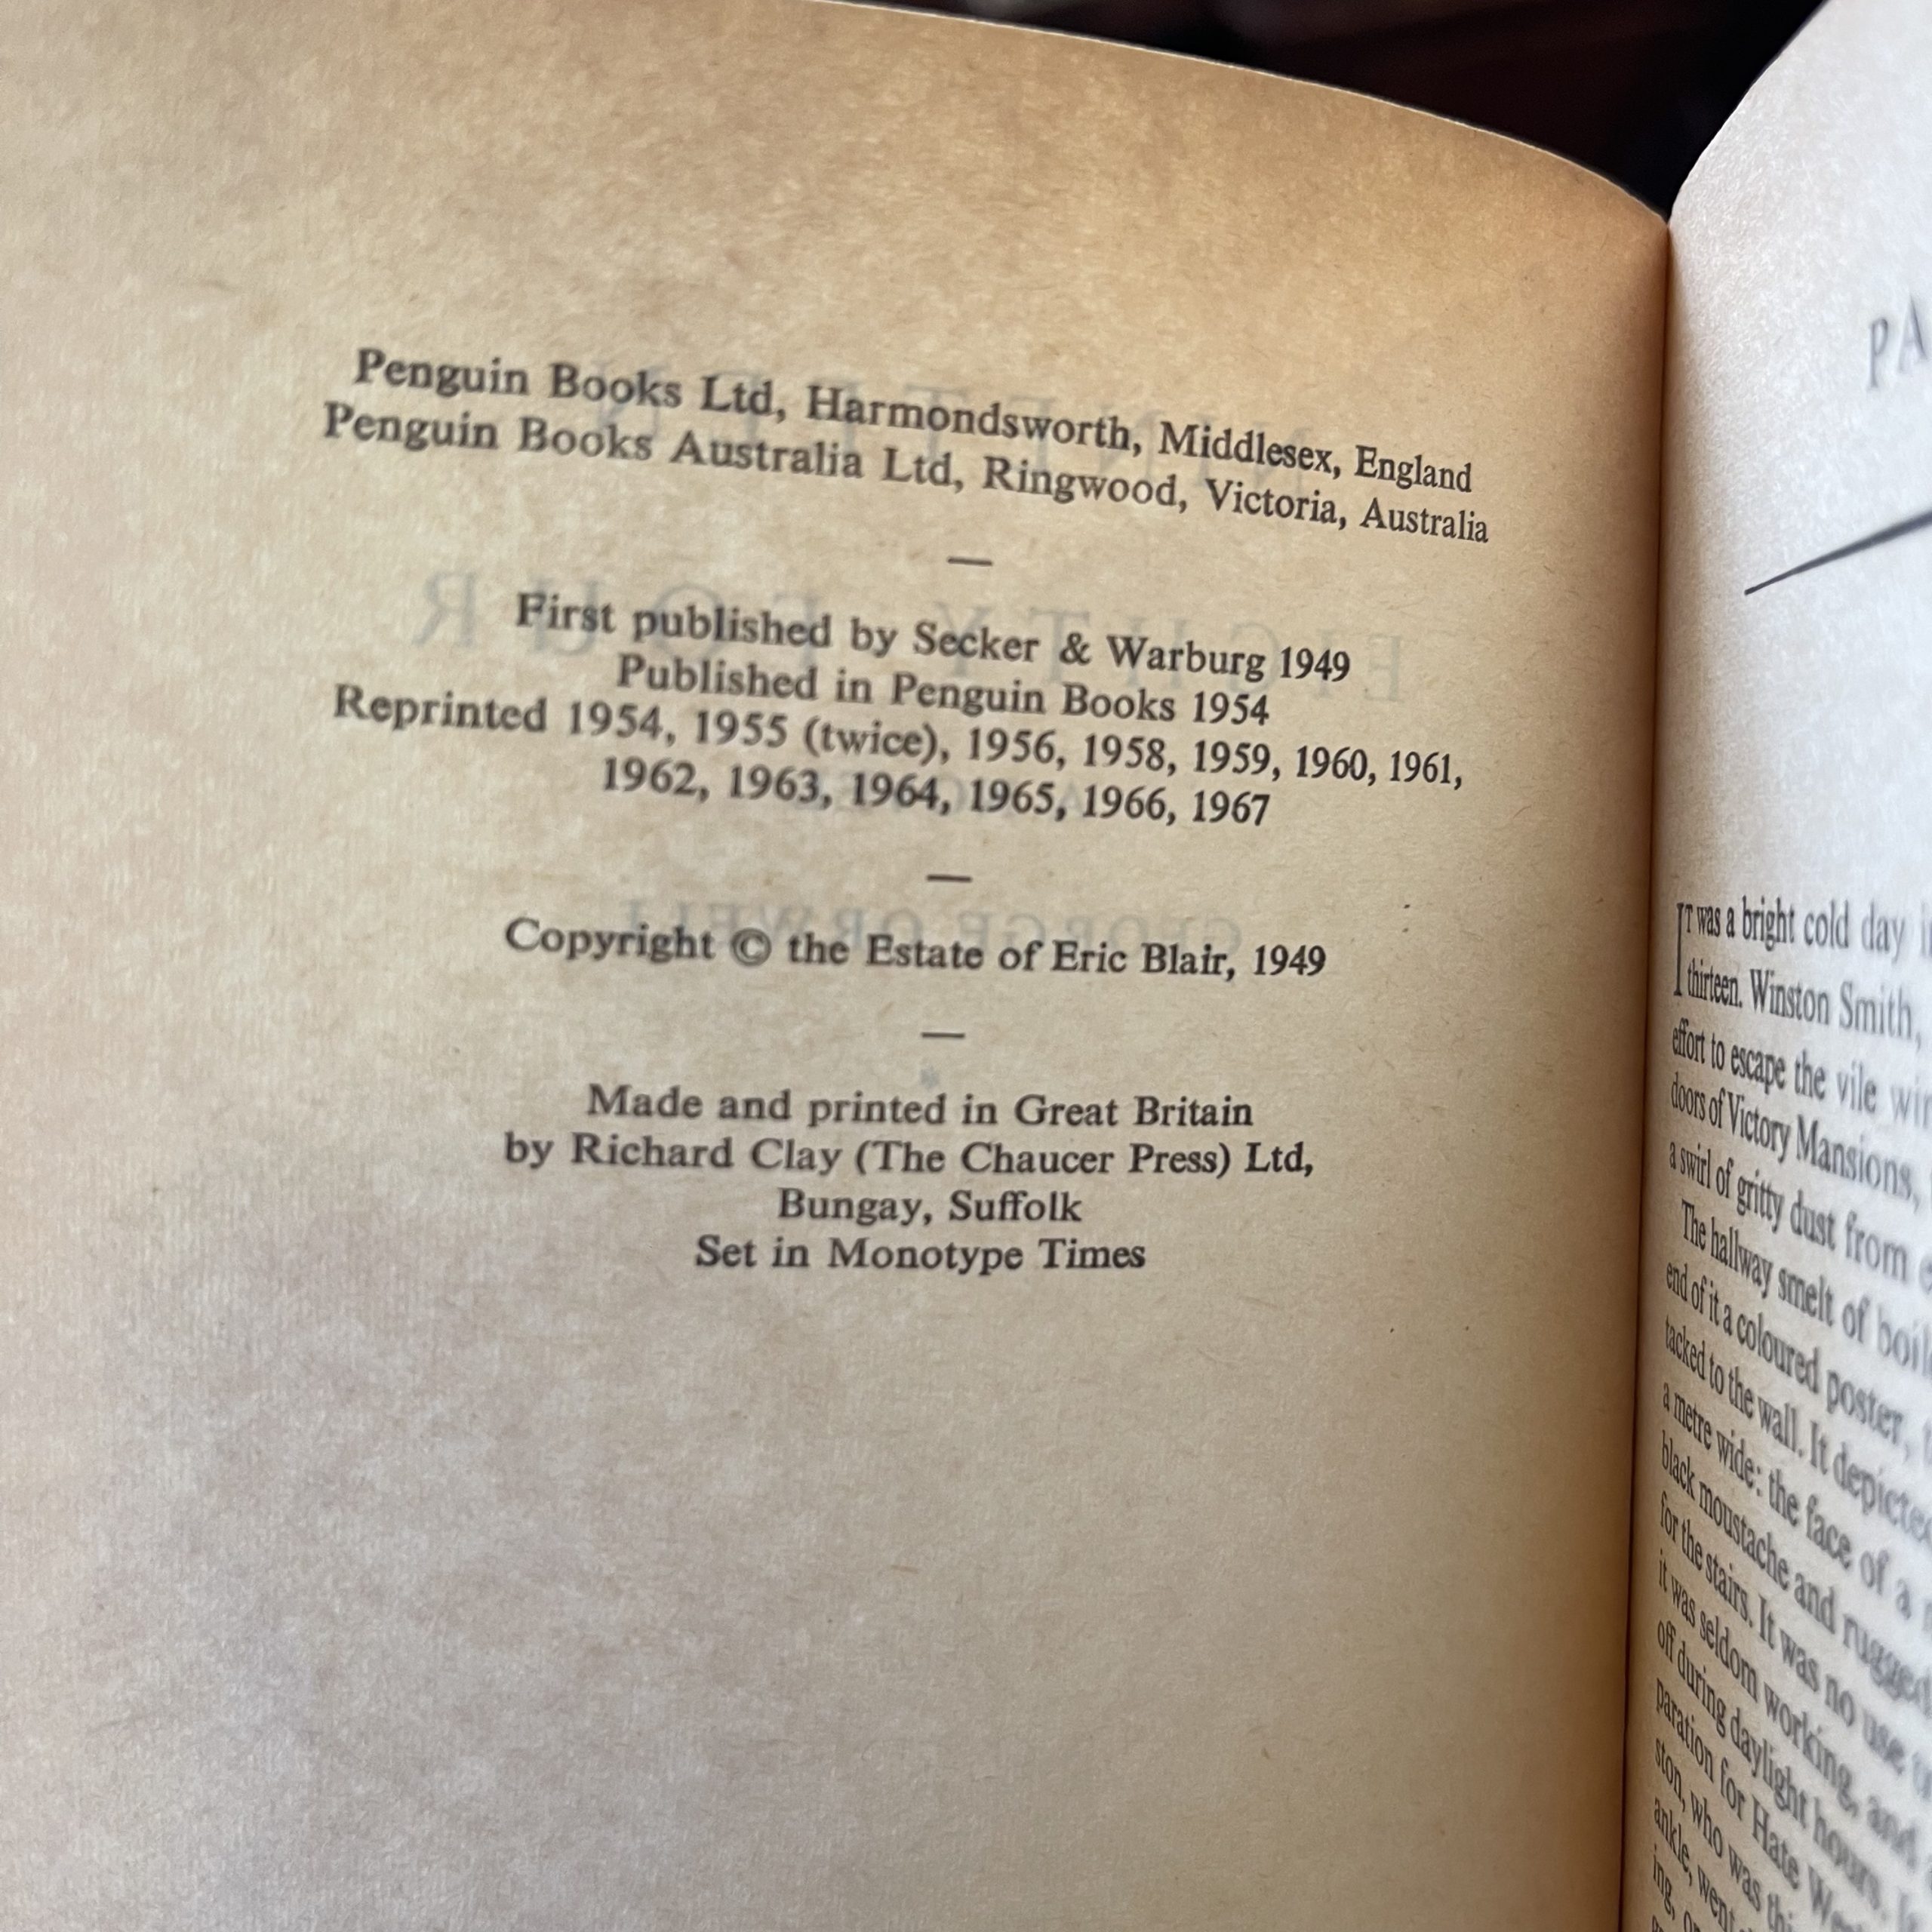 Penguin Books Ltd, Harmondsworth, Middlesex, England
Penguin Books Australia Ltd, Ringwood, Victoria, Australia
—
First published by Secker & Warburg 1949
Published in Penguin Books 1954
Reprinted 1954, 1955 (twice), 1956, 1958, 1959, 1960, 1961,
1962, 1963, 1964, 1965, 1966, 1967
—
Copyright © the Estate of Eric Blair, 1949
—
Made and printed in Great Britain
by Richard Clay (The Chaucer Press) Ltd,
Bungay, Suffolk
Set in Monotype Times
PA
IT was a bright cold day
thirteen. Winston Smith,
effort to escape the vile
doors of Victory Mansions,
a swirl of gritty dust from
The hallway smelt of
end of it a coloured poster,
tacked to the wall. It depicted
a metre wide: the face of a
black moustache and
for the stairs. It was no use
it was seldom working, and
off during daylight hours.
paration for Hate
ston, who was
ankle, went
ing,